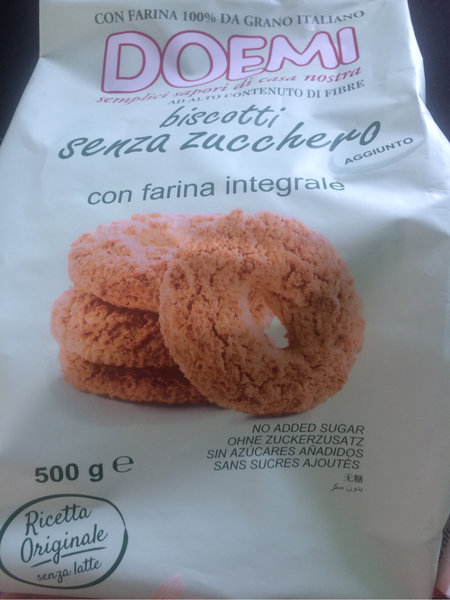 CON FARINA 100% DA GRANO ITALIANO
DOEMI
semplici sapori di casa nostra
AD ALTO CONTENUTO DI FIBRE
biscotti
senza zucchero
AGGIUNTO
con farina integrale
NO ADDED SUGAR
OHNE ZUCKERZUSATZ
SIN AZÚCARES AÑADIDOS
SANS SUCRES AJOUTÉS
无糖
بدون سكر
500 g ℮
Ricetta
Originale
senza latte